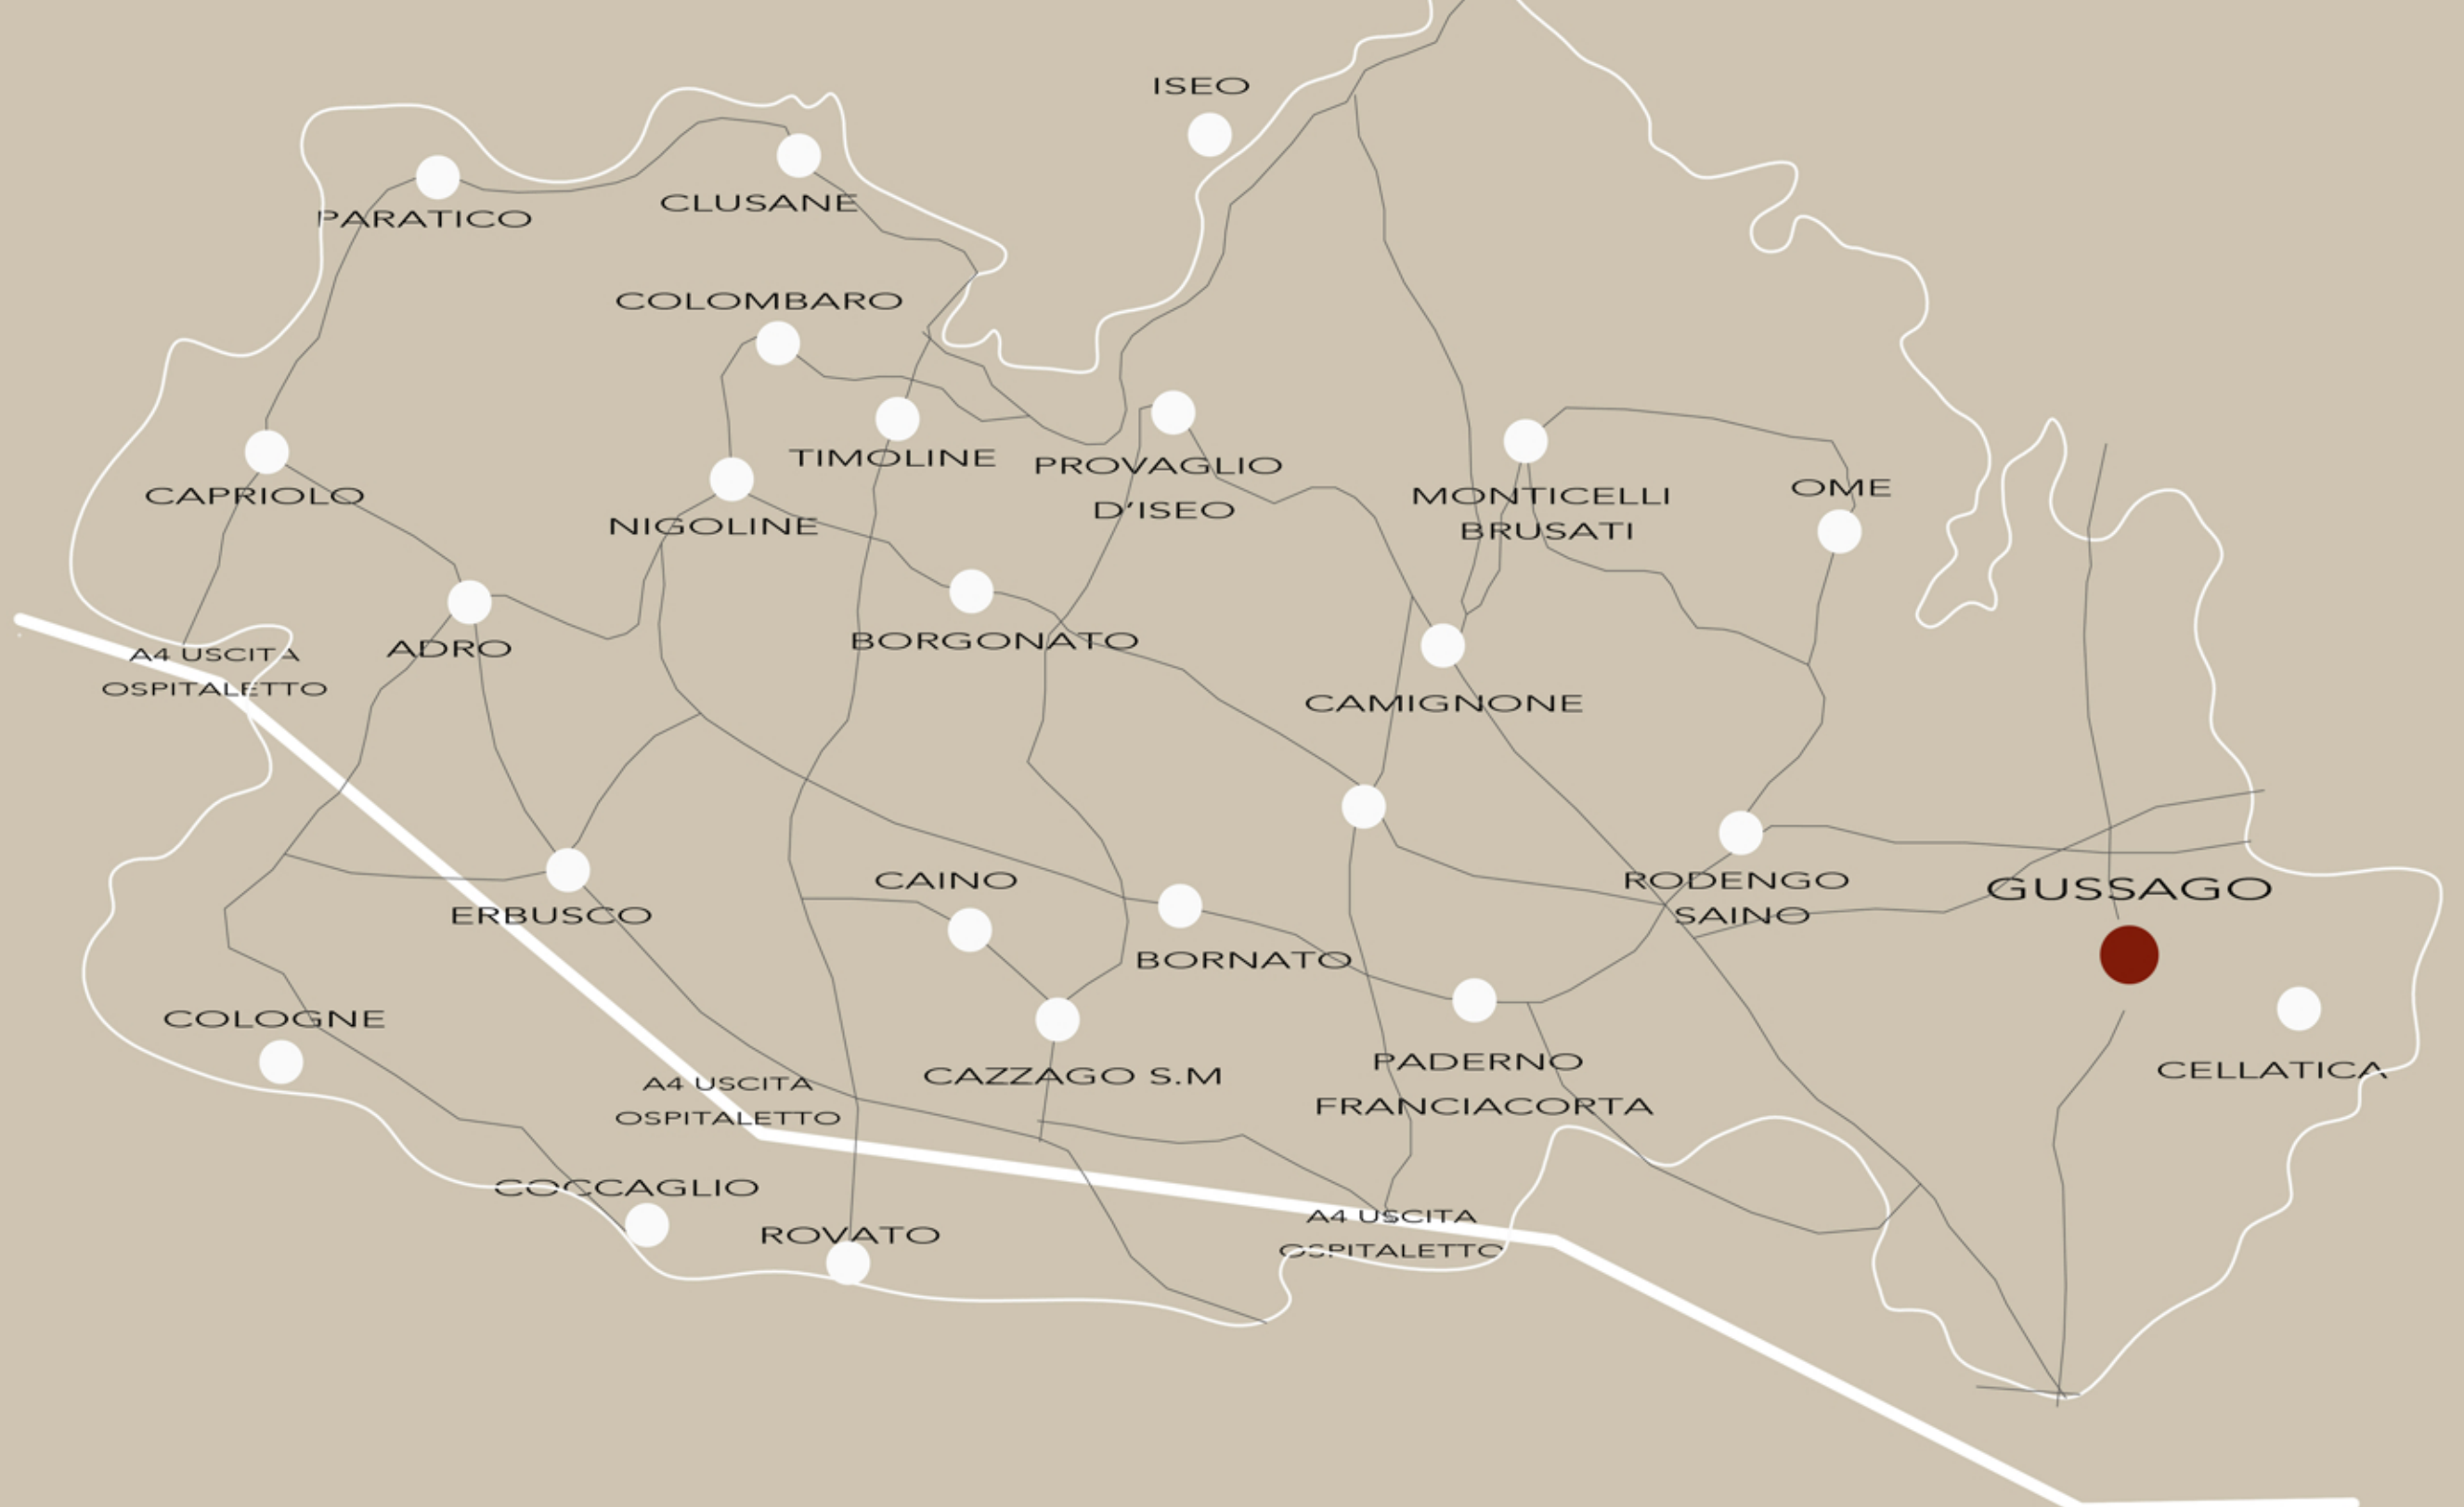 ISEO
CLUSANE
PARATICO
COLOMBARO
TIMOLINE
PROVAGLIO
D'ISEO
CAPRIOLO
MONTICELLI
BRUSATI
OME
NIGOLINE
BORGONATO
ADRO
A4 USCITA
OSPITALETTO
CAMIGNONE
CAINO
RODENGO
SAINO
GUSSAGO
ERBUSCO
BORNATO
COLOGNE
PADERNO
FRANCIACORTA
CELLATICA
CAZZAGO S.M
A4 USCITA
OSPITALETTO
COCCAGLIO
ROVATO
A4 USCITA
OSPITALETTO